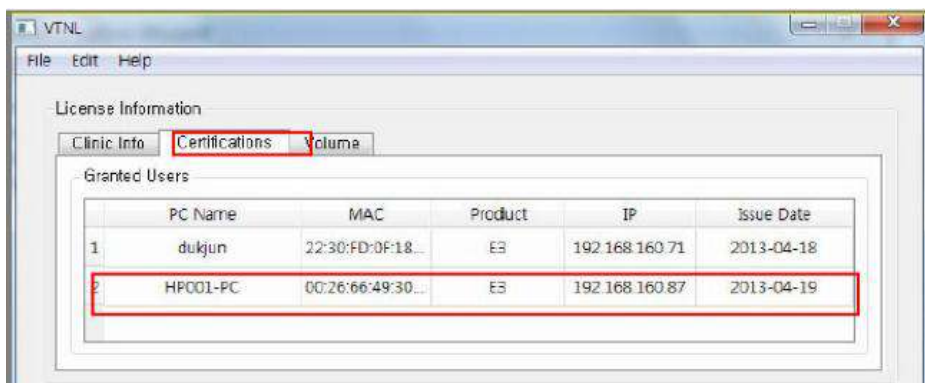 VTNL
File Edit Help
License Information
Clinic Info Certifications Volume
Granted Users
PC Name MAC Product IP Issue Date
1 dukjun 22:30:FD:0F:18... E3 192.168.160.71 2013-04-18
2 HP001-PC 00:26:66:49:30... E3 192.168.160.87 2013-04-19